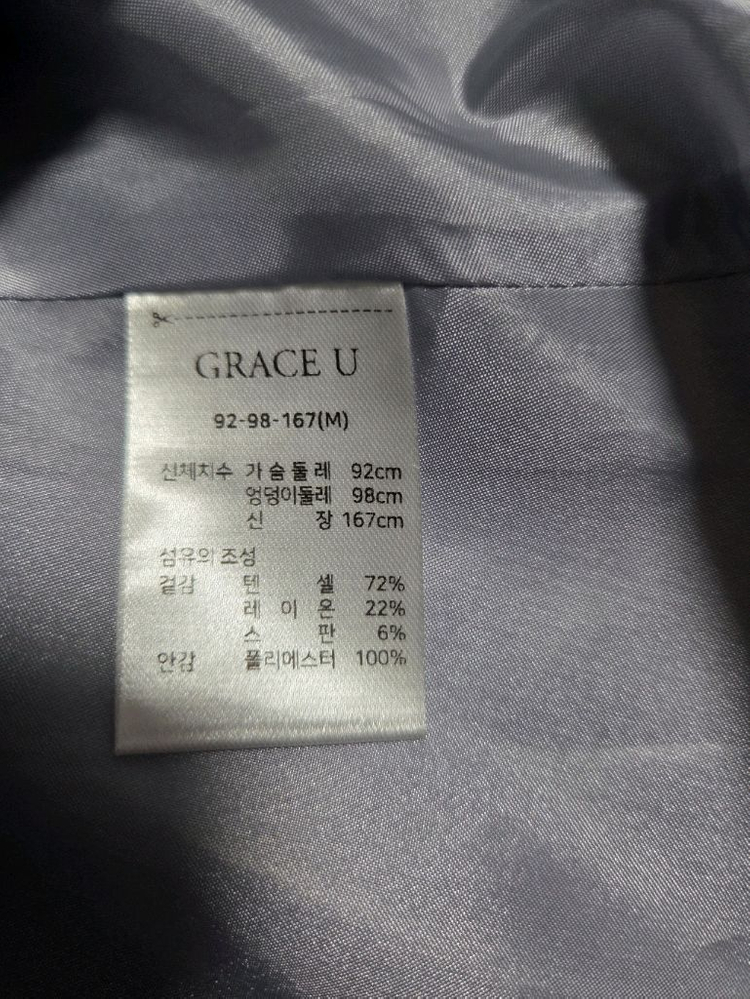 GRACE U
92-98-167(M)
신체치수 가슴둘레 92cm
엉덩이둘레 98cm
신장 167cm
섬유의 조성
겉감 텐셀 72%
레이온 22%
스판 6%
안감 폴리에스터 100%